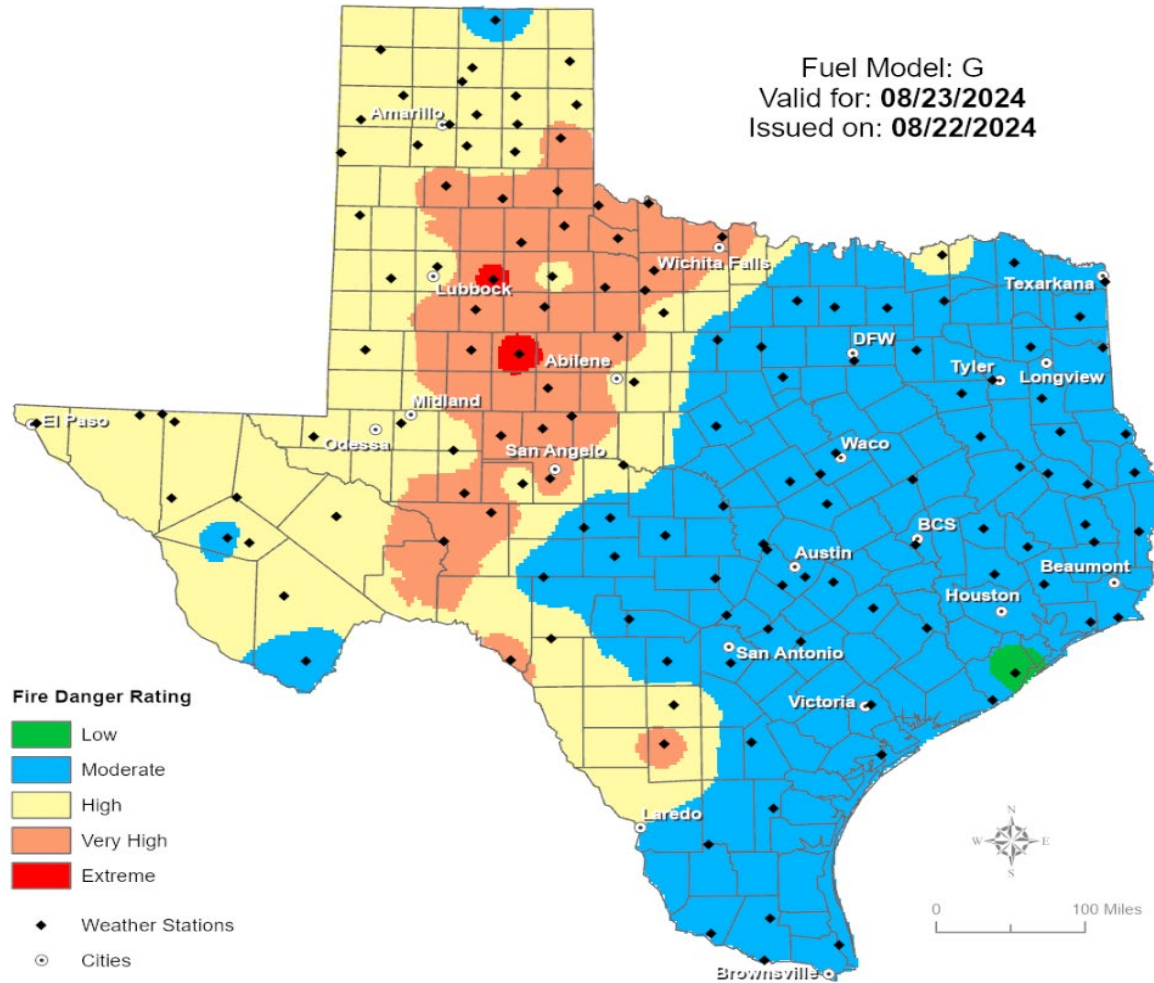 Fuel Model: G
Valid for: 08/23/2024
Issued on: 08/22/2024
Amarillo
Wichita Falls
Lubbock
Texarkana
DFW
Abilene
Tyler
Longview
Midland
El Paso
Odessa
San Angelo
Waco
BCS
Austin
Beaumont
Houston
San Antonio
Victoria
Laredo
Brownsville
Fire Danger Rating
Low
Moderate
High
Very High
Extreme
Weather Stations
Cities
N
W E
S
0 100 Miles